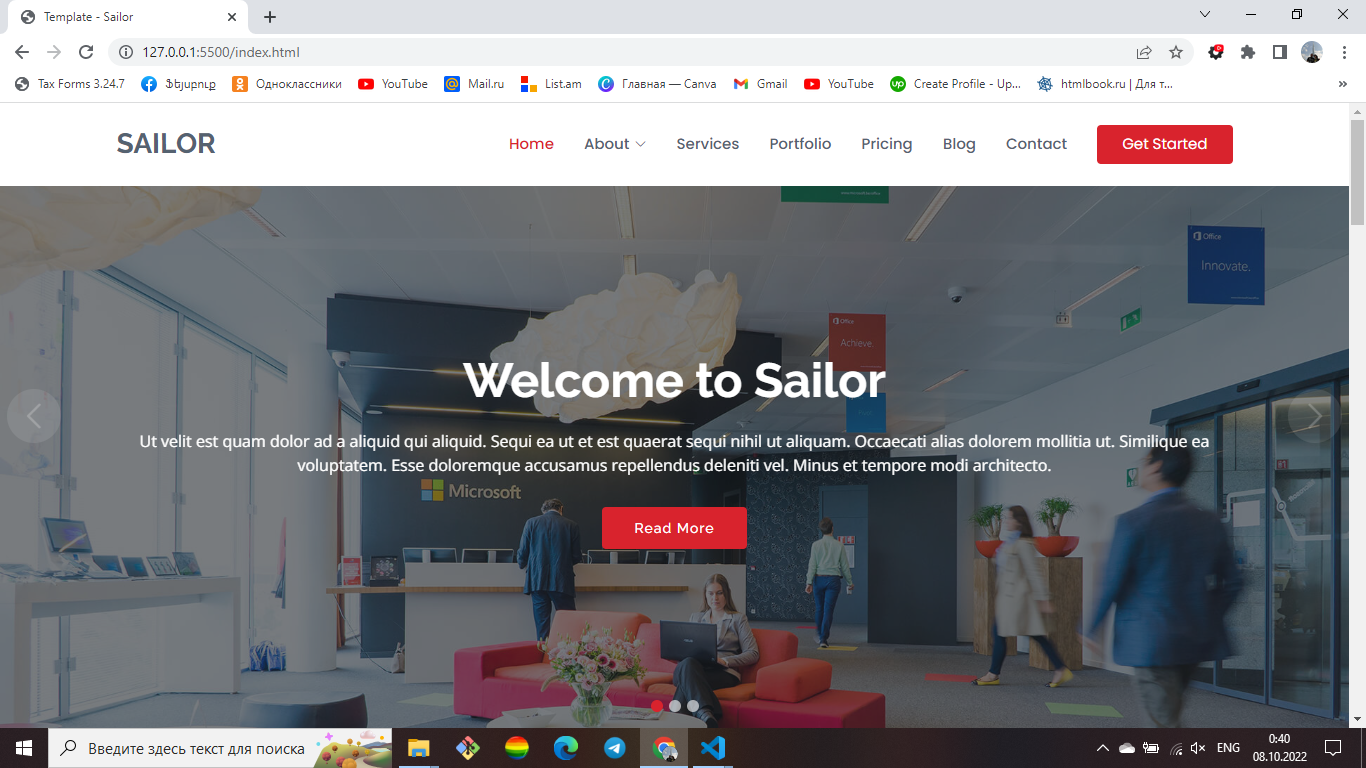 Template - Sailor
127.0.0.1:5500/index.html
Tax Forms 3.24.7 Ֆեյսբուք Одноклассники YouTube Mail.ru List.am Главная — Canva Gmail YouTube Create Profile - Up... htmlbook.ru | Для т...
SAILOR Home About Services Portfolio Pricing Blog Contact Get Started
Office
Innovate.
Office
Achieve.
Welcome to Sailor
Ut velit est quam dolor ad a aliquid qui aliquid. Sequi ea ut et est quaerat sequi nihil ut aliquam. Occaecati alias dolorem mollitia ut. Similique ea
voluptatem. Esse doloremque accusamus repellendus deleniti vel. Minus et tempore modi architecto.
Microsoft
Read More
Введите здесь текст для поиска
ENG
0:40
08.10.2022